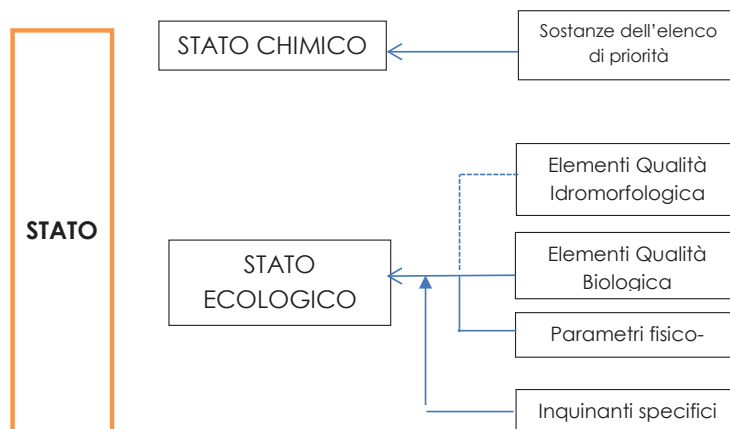 STATO CHIMICO
Sostanze dell'elenco
di priorità
Elementi Qualità
Idromorfologica
STATO
STATO
ECOLOGICO
Elementi Qualità
Biologica
Parametri fisico-
Inquinanti specifici